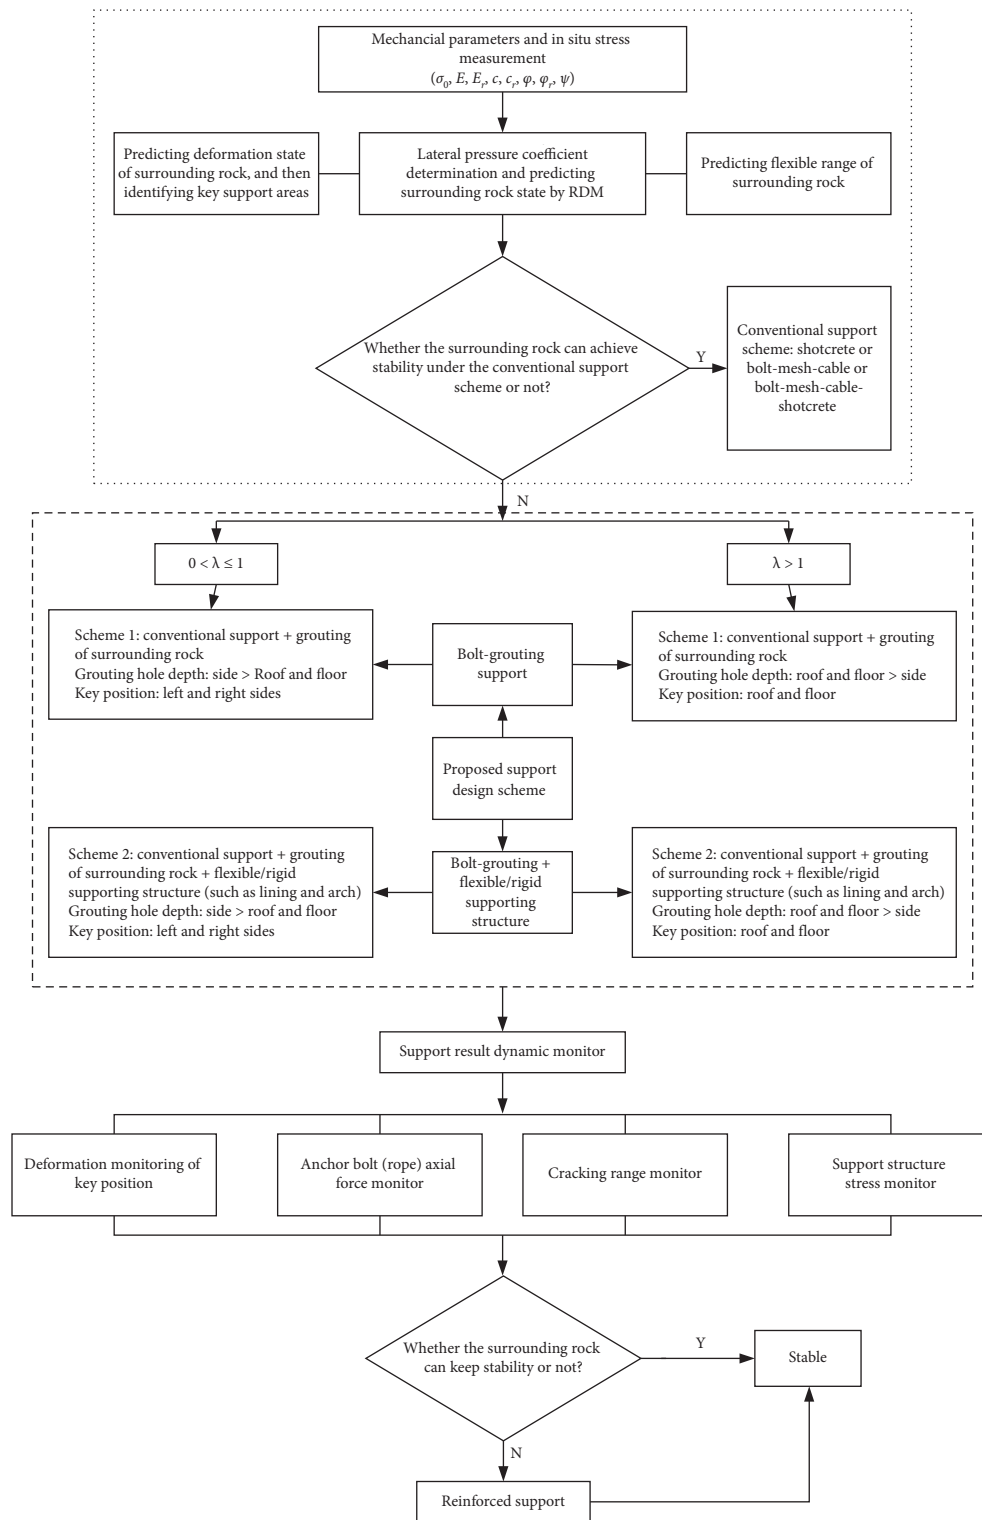 Mechancial parameters and in situ stress
measurement
(σ₀, E, Eᵣ, c, cᵣ, φ, φᵣ, ψ)
Predicting deformation state
of surrounding rock, and then
identifying key support areas
Lateral pressure coefficient
determination and predicting
surrounding rock state by RDM
Predicting flexible range of
surrounding rock
Whether the surrounding rock can achieve
stability under the conventional support
scheme or not?
Y
Conventional support
scheme: shotcrete or
bolt-mesh-cable or
bolt-mesh-cable-
shotcrete
N
0 < λ ≤ 1
λ > 1
Scheme 1: conventional support + grouting
of surrounding rock
Grouting hole depth: side > Roof and floor
Key position: left and right sides
Bolt-grouting
support
Scheme 1: conventional support + grouting
of surrounding rock
Grouting hole depth: roof and floor > side
Key position: roof and floor
Proposed support
design scheme
Scheme 2: conventional support + grouting
of surrounding rock + flexible/rigid
supporting structure (such as lining and arch)
Grouting hole depth: side > roof and floor
Key position: left and right sides
Bolt-grouting +
flexible/rigid
supporting
structure
Scheme 2: conventional support + grouting
of surrounding rock + flexible/rigid
supporting structure (such as lining and arch)
Grouting hole depth: roof and floor > side
Key position: roof and floor
Support result dynamic monitor
Deformation monitoring of
key position
Anchor bolt (rope) axial
force monitor
Cracking range monitor
Support structure
stress monitor
Whether the surrounding rock
can keep stability or not?
Y
Stable
N
Reinforced support